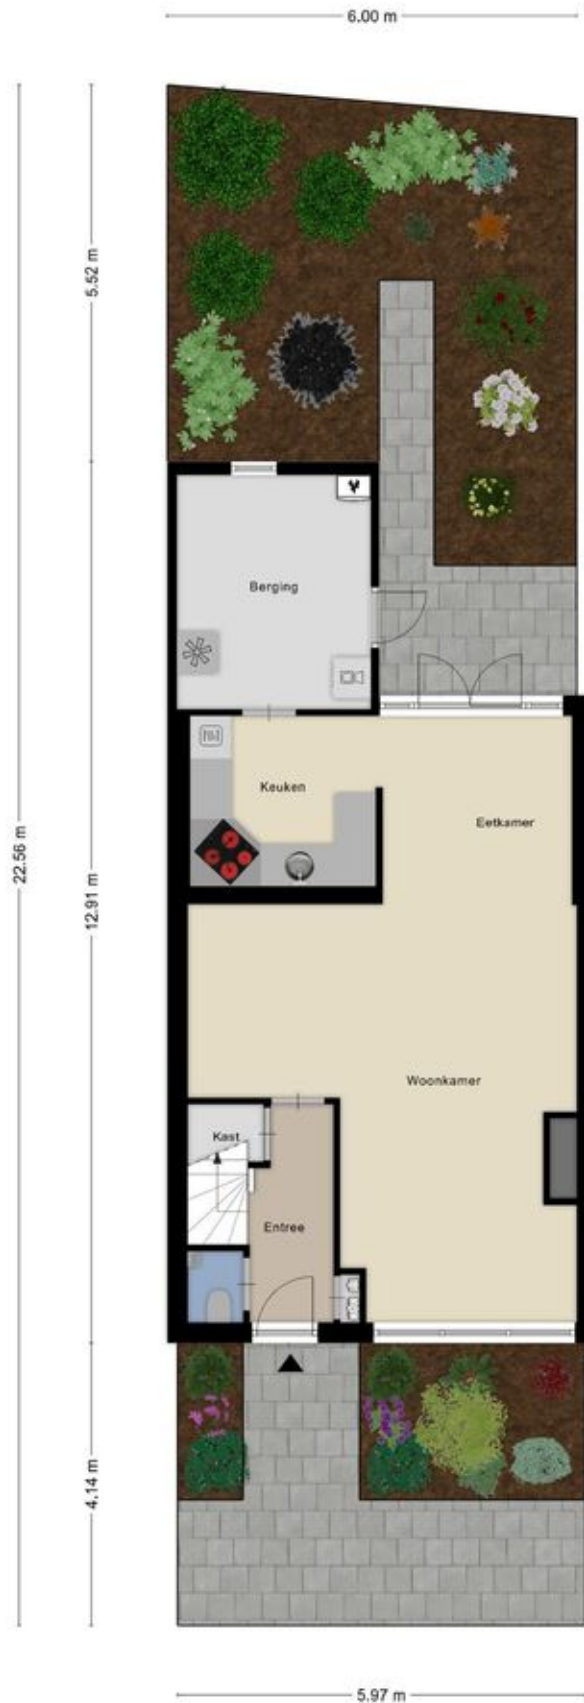 6.00 m
5.52 m
Berging
Keuken
Eetkamer
22.56 m
12.91 m
Woonkamer
Kast
Entree
4.14 m
5.97 m